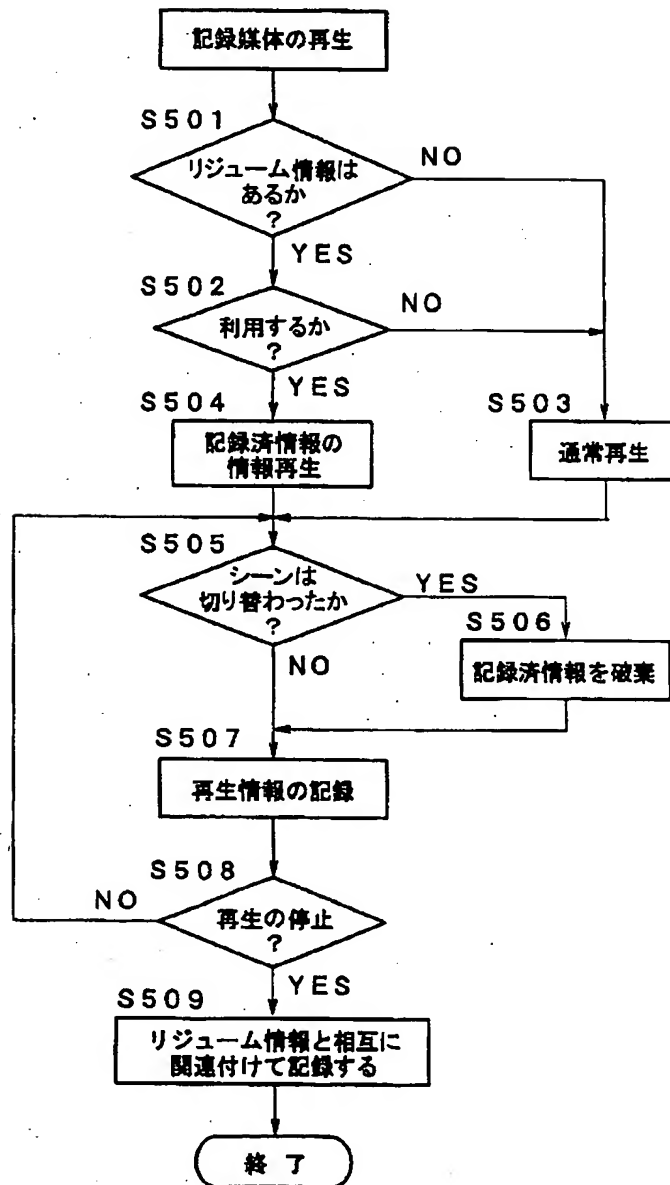 記録媒体の再生
S501
リジューム情報は
あるか
?
NO
YES
S502
利用するか
?
NO
YES
S504
記録済情報の
情報再生
S503
通常再生
S505
シーンは
切り替わったか
?
YES
S506
記録済情報を破棄
NO
S507
再生情報の記録
S508
再生の停止
?
NO
YES
S509
リジューム情報と相互に
関連付けて記録する
終了